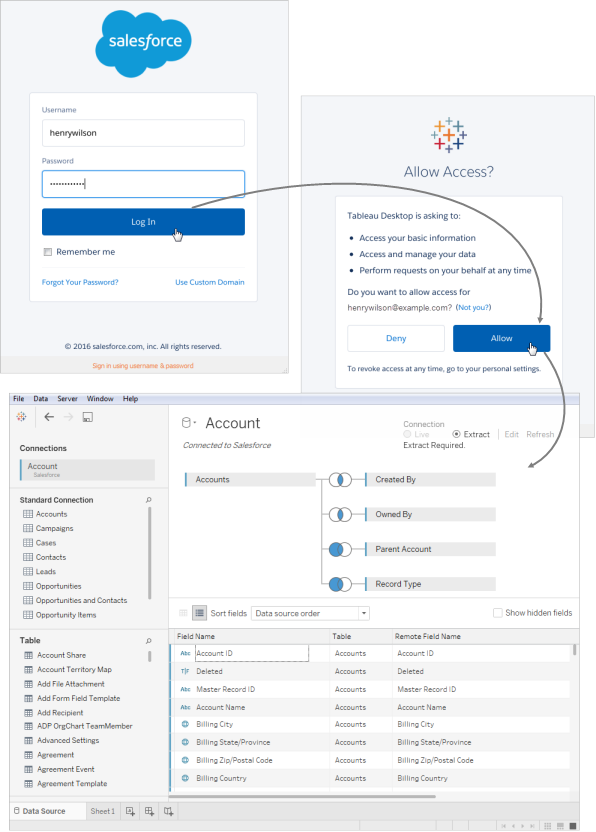 salesforce
Username
henrywilson
Password
Log In
Remember me
Forgot Your Password?
Use Custom Domain
© 2016 salesforce.com, inc. All rights reserved.
Sign in using username & password
Allow Access?
Tableau Desktop is asking to:
• Access your basic information
• Access and manage your data
• Perform requests on your behalf at any time
Do you want to allow access for
henrywilson@example.com? (Not you?)
Deny
Allow
To revoke access at any time, go to your personal settings.
File Data Server Window Help
Connections
Account
Salesforce
Standard Connection
Accounts
Campaigns
Cases
Contacts
Leads
Opportunities
Opportunities and Contacts
Opportunity Items
Table
Account Share
Account Territory Map
Add File Attachment
Add Form Field Template
Add Recipient
ADP OrgChart TeamMember
Advanced Settings
Agreement
Agreement Event
Agreement Template
Account
Connected to Salesforce
Connection
Live Extract Edit Refresh
Extract Required.
Accounts
Created By
Owned By
Parent Account
Record Type
Sort fields Data source order
Show hidden fields
Field Name Table Remote Field Name
Abc Account ID Accounts Account ID
T|F Deleted Accounts Deleted
Abc Master Record ID Accounts Master Record ID
Abc Account Name Accounts Account Name
Billing City Accounts Billing City
Billing State/Province Accounts Billing State/Province
Billing Zip/Postal Code Accounts Billing Zip/Postal Code
Billing Country Accounts Billing Country
Data Source Sheet 1